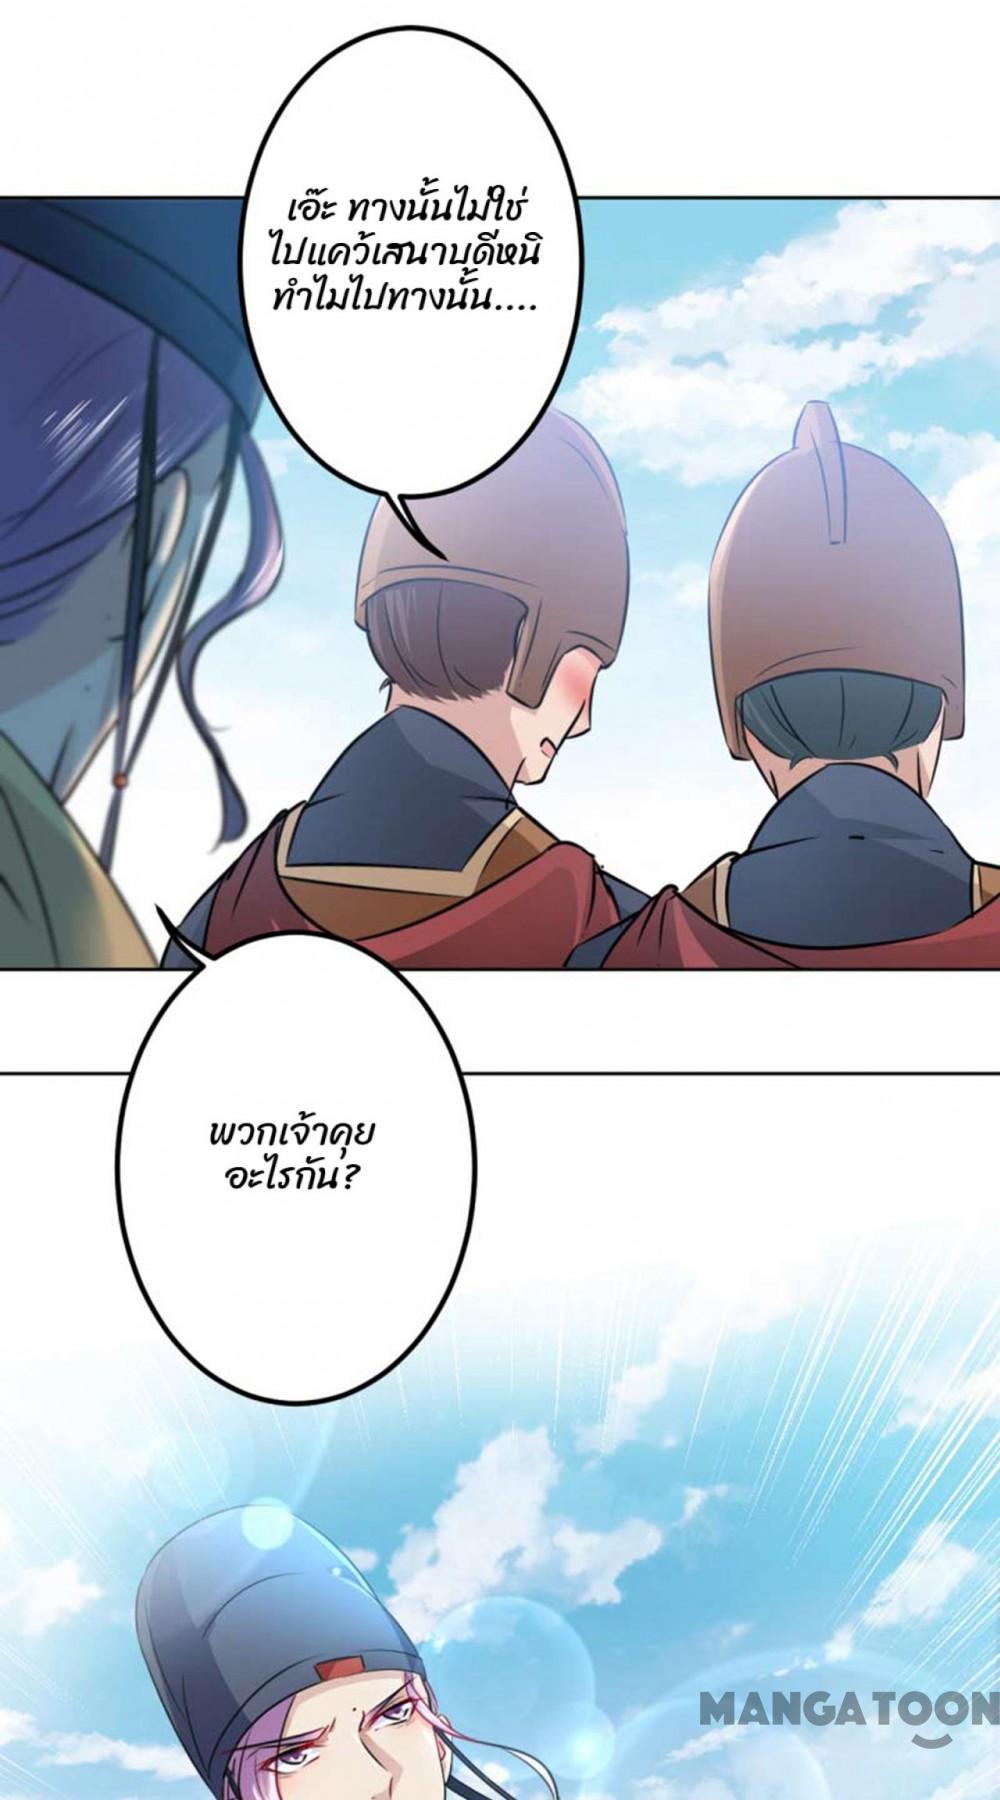 เอ๊ะ ทางนั้นไม่ใช่
ไปแคว้เสนาบดีหนิ
ทำไมไปทางนั้น....
พวกเจ้าคุย
อะไรกัน?
MANGATOON